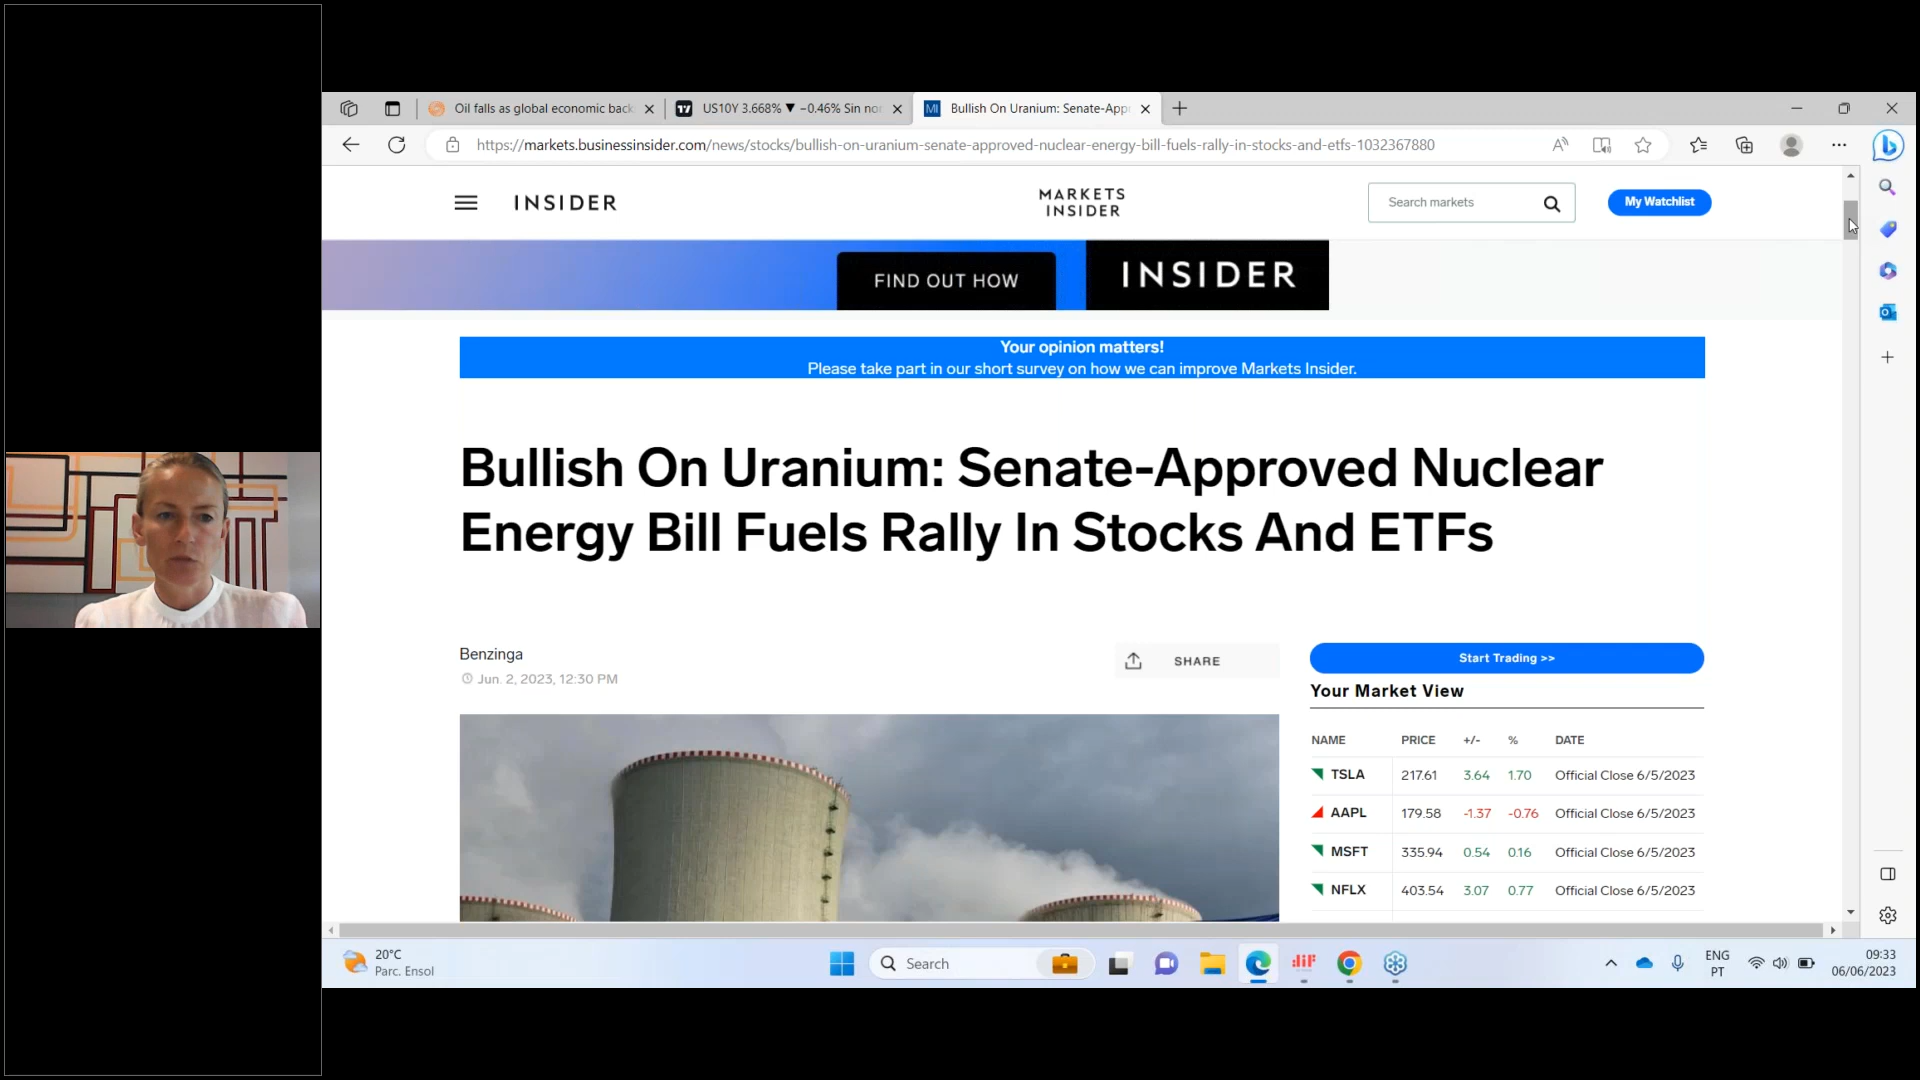 Oil falls as global economic back
US10Y 3.668% ▼ −0.46% Sin no
Bullish On Uranium: Senate-App
https://markets.businessinsider.com/news/stocks/bullish-on-uranium-senate-approved-nuclear-energy-bill-fuels-rally-in-stocks-and-etfs-1032367880
INSIDER
MARKETS
INSIDER
Search markets
My Watchlist
FIND OUT HOW
INSIDER
Your opinion matters!
Please take part in our short survey on how we can improve Markets Insider.
Bullish On Uranium: Senate-Approved Nuclear
Energy Bill Fuels Rally In Stocks And ETFs
Benzinga
Jun. 2, 2023, 12:30 PM
SHARE
Start Trading >>
Your Market View
NAME PRICE +/- % DATE
TSLA 217.61 3.64 1.70 Official Close 6/5/2023
AAPL 179.58 -1.37 -0.76 Official Close 6/5/2023
MSFT 335.94 0.54 0.16 Official Close 6/5/2023
NFLX 403.54 3.07 0.77 Official Close 6/5/2023
20°C
Parc. Ensol
Search
ENG
PT
09:33
06/06/2023